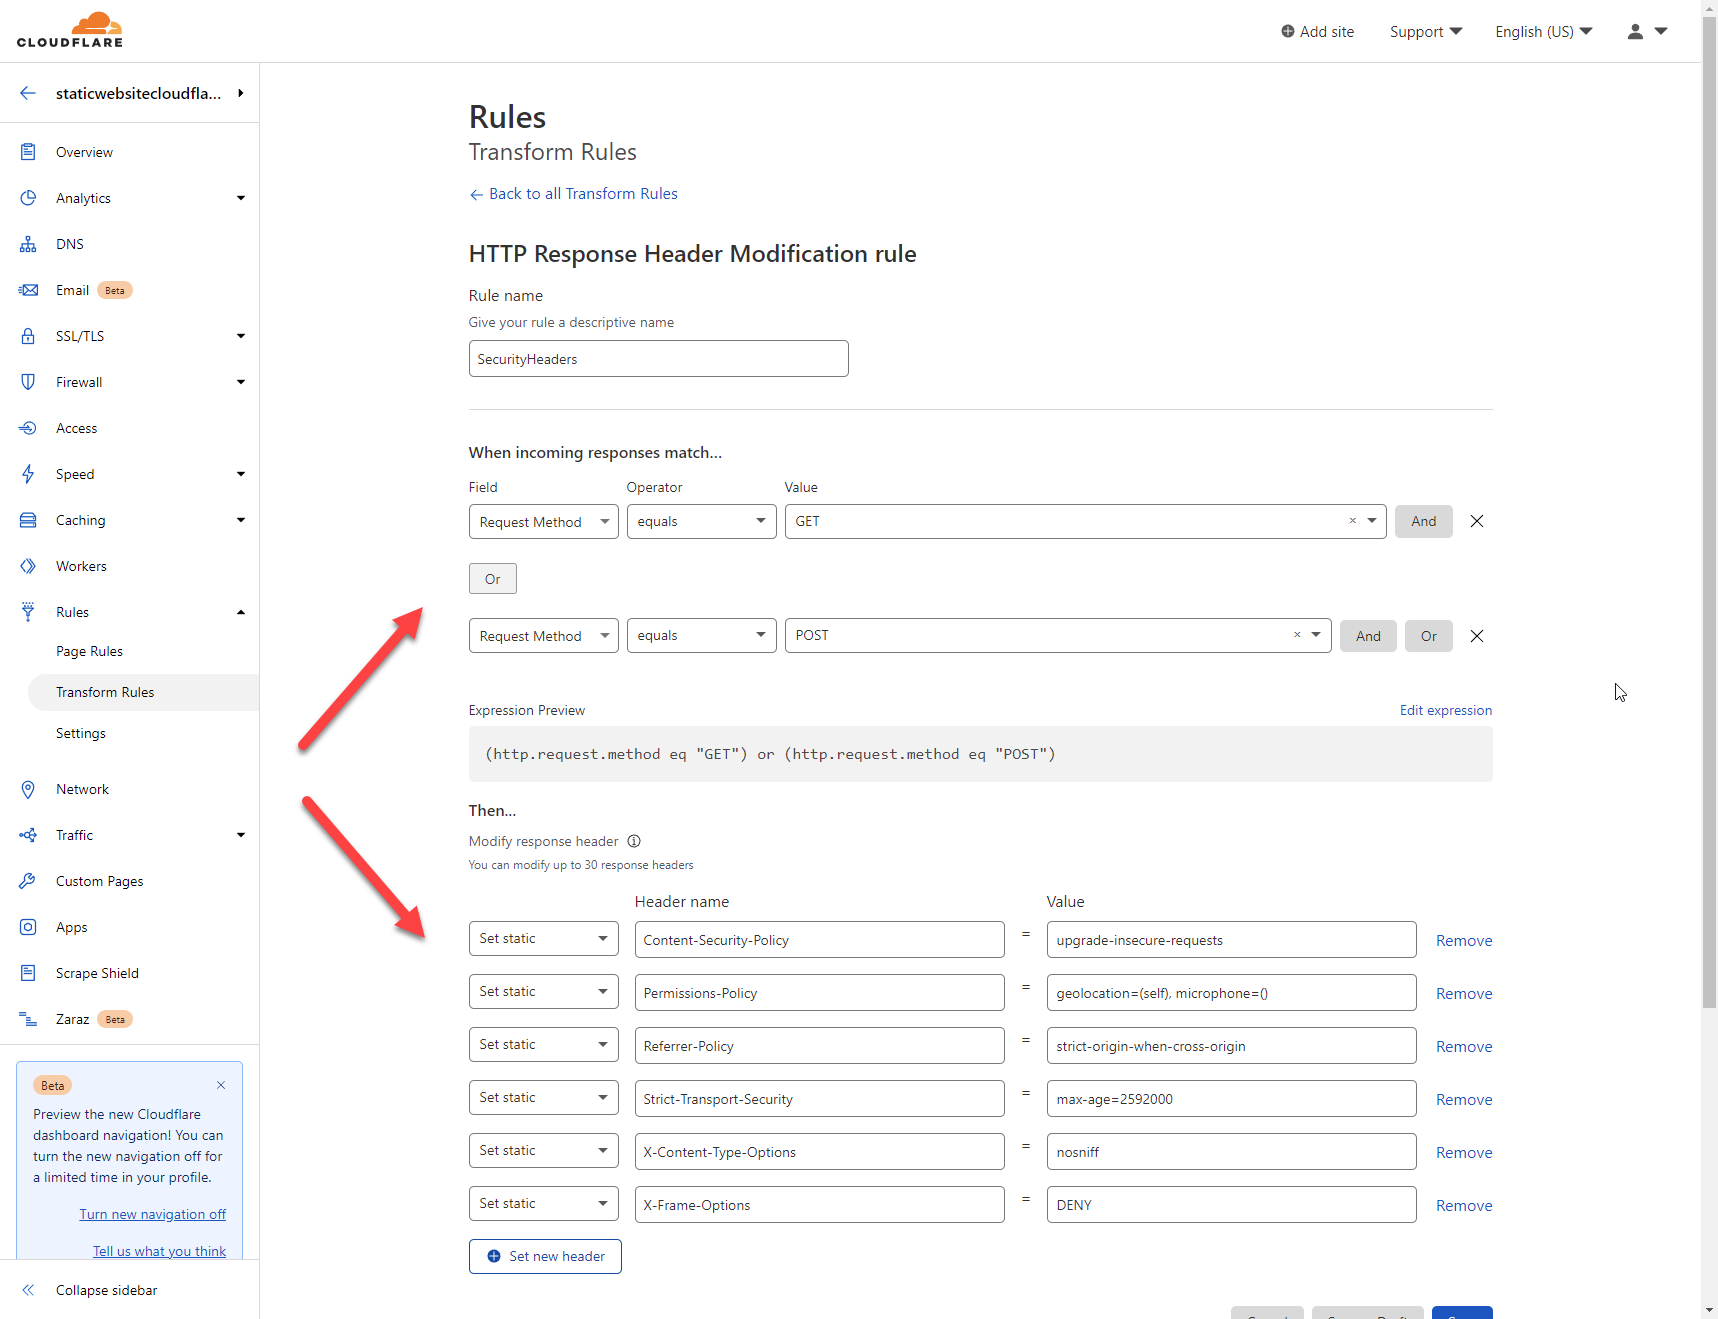 CLOUDFLARE
Add site
Support
English (US)
staticwebsitecloudfla...
Overview
Analytics
DNS
Email Beta
SSL/TLS
Firewall
Access
Speed
Caching
Workers
Rules
Page Rules
Transform Rules
Settings
Network
Traffic
Custom Pages
Apps
Scrape Shield
Zaraz Beta
Beta ×
Preview the new Cloudflare
dashboard navigation! You can
turn the new navigation off for
a limited time in your profile.
Turn new navigation off
Tell us what you think
Collapse sidebar
Rules
Transform Rules
← Back to all Transform Rules
HTTP Response Header Modification rule
Rule name
Give your rule a descriptive name
SecurityHeaders
When incoming responses match...
Field Operator Value
Request Method equals GET × And
Or
Request Method equals POST × And Or
Expression Preview Edit expression
(http.request.method eq "GET") or (http.request.method eq "POST")
Then...
Modify response header
You can modify up to 30 response headers
Header name Value
Set static Content-Security-Policy = upgrade-insecure-requests Remove
Set static Permissions-Policy = geolocation=(self), microphone=() Remove
Set static Referrer-Policy = strict-origin-when-cross-origin Remove
Set static Strict-Transport-Security = max-age=2592000 Remove
Set static X-Content-Type-Options = nosniff Remove
Set static X-Frame-Options = DENY Remove
Set new header